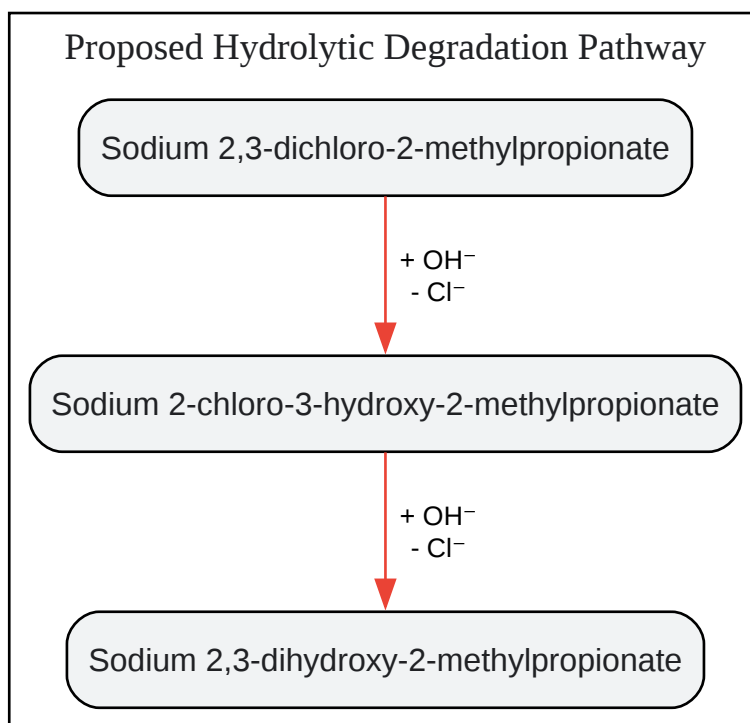 Proposed Hydrolytic Degradation Pathway
Sodium 2,3-dichloro-2-methylpropionate
+ OH⁻
- Cl⁻
Sodium 2-chloro-3-hydroxy-2-methylpropionate
+ OH⁻
- Cl⁻
Sodium 2,3-dihydroxy-2-methylpropionate